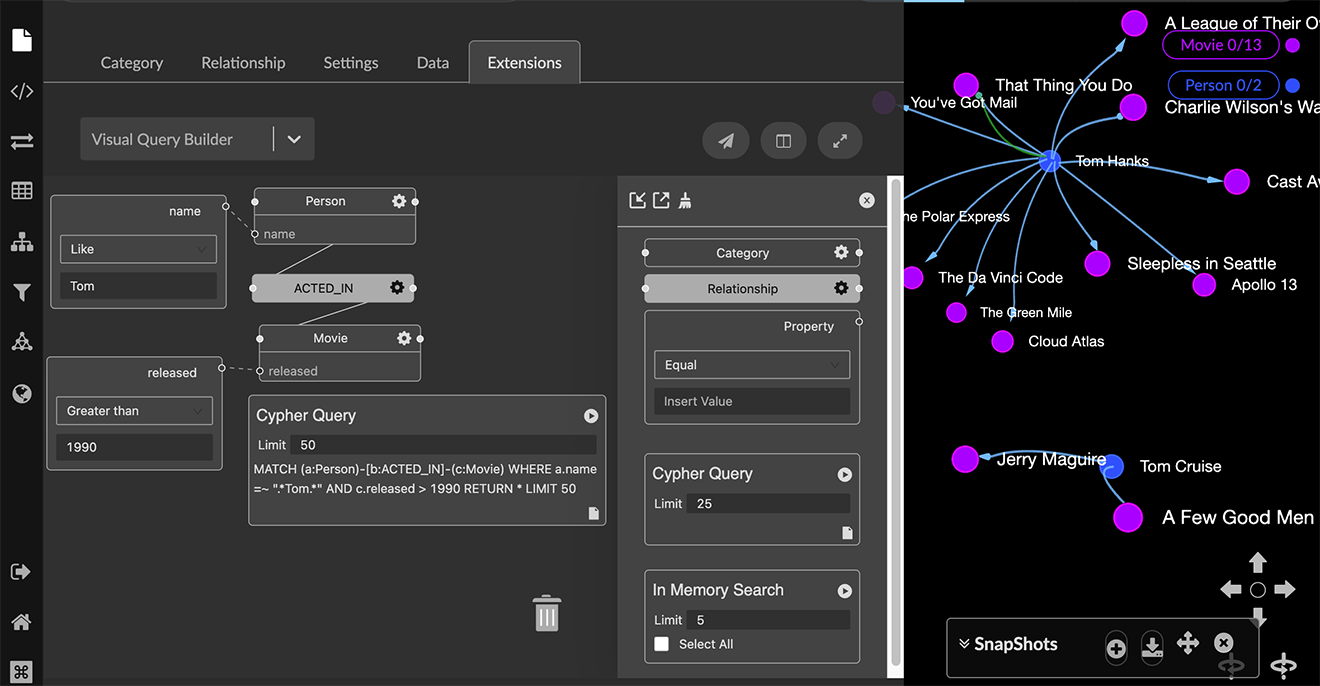 Category
Relationship
Settings
Data
Extensions
Visual Query Builder
name
Like
Tom
Person
name
ACTED_IN
Movie
released
released
Greater than
1990
Cypher Query
Limit 50
MATCH (a:Person)-[b:ACTED_IN]-(c:Movie) WHERE a.name
=~ ".*Tom.*" AND c.released > 1990 RETURN * LIMIT 50
Category
Relationship
Property
Equal
Insert Value
Cypher Query
Limit 25
In Memory Search
Limit 5
Select All
A League of Their O
Movie 0/13
That Thing You Do
Person 0/2
You've Got Mail
Charlie Wilson's Wa
Tom Hanks
Cast Av
he Polar Express
Sleepless in Seattle
The Da Vinci Code
Apollo 13
The Green Mile
Cloud Atlas
Jerry Maguire
Tom Cruise
A Few Good Men
SnapShots